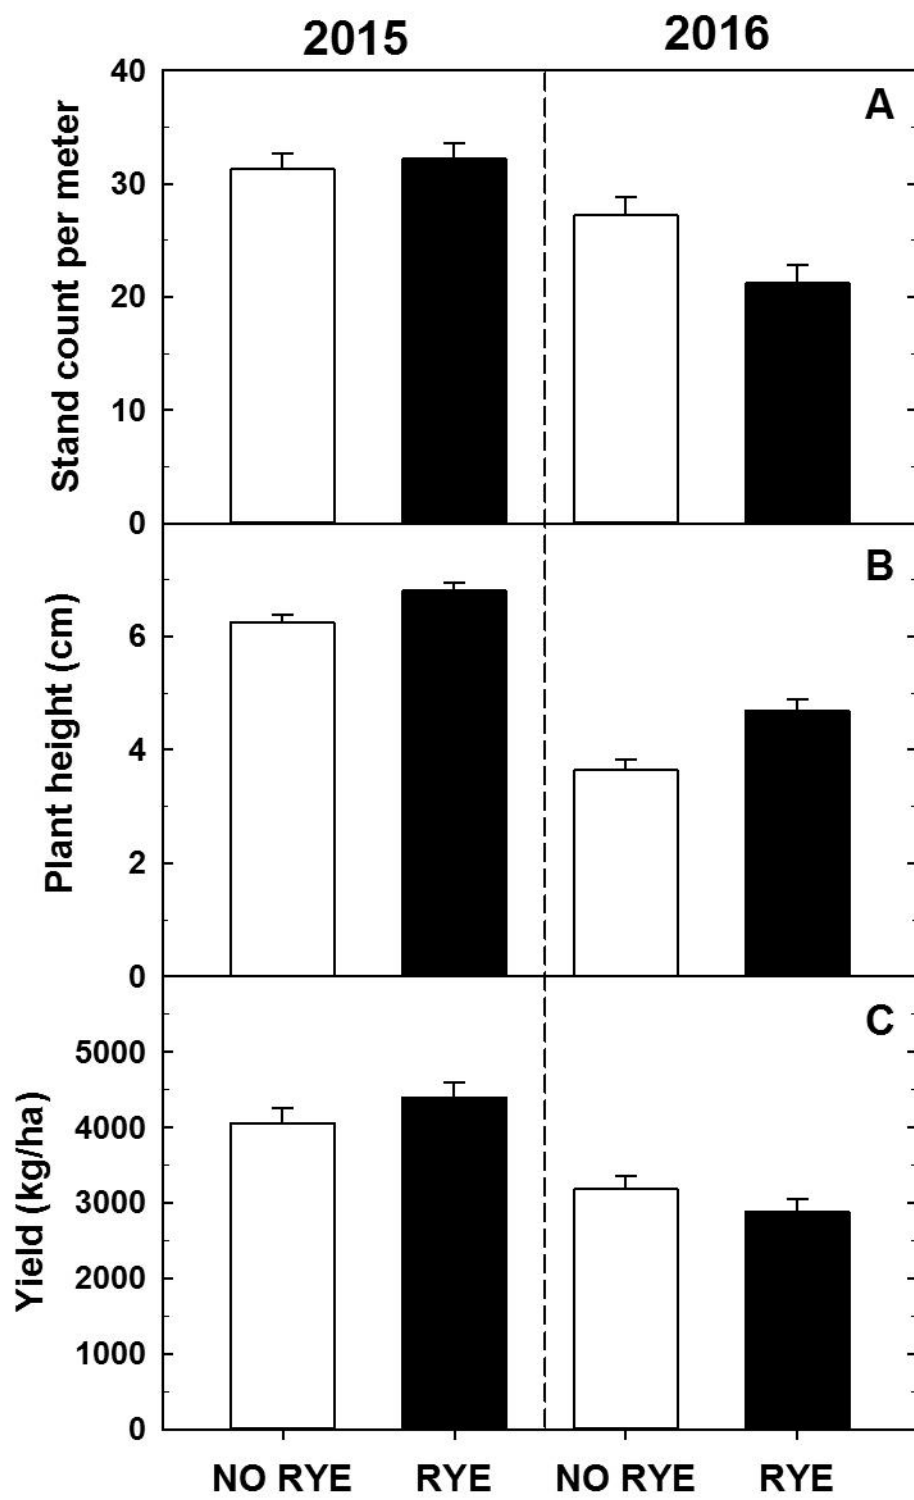 2015 2016
A
Stand count per meter
40
30
20
10
0
B
Plant height (cm)
6
4
2
0
C
Yield (kg/ha)
5000
4000
3000
2000
1000
0
NO RYE RYE NO RYE RYE